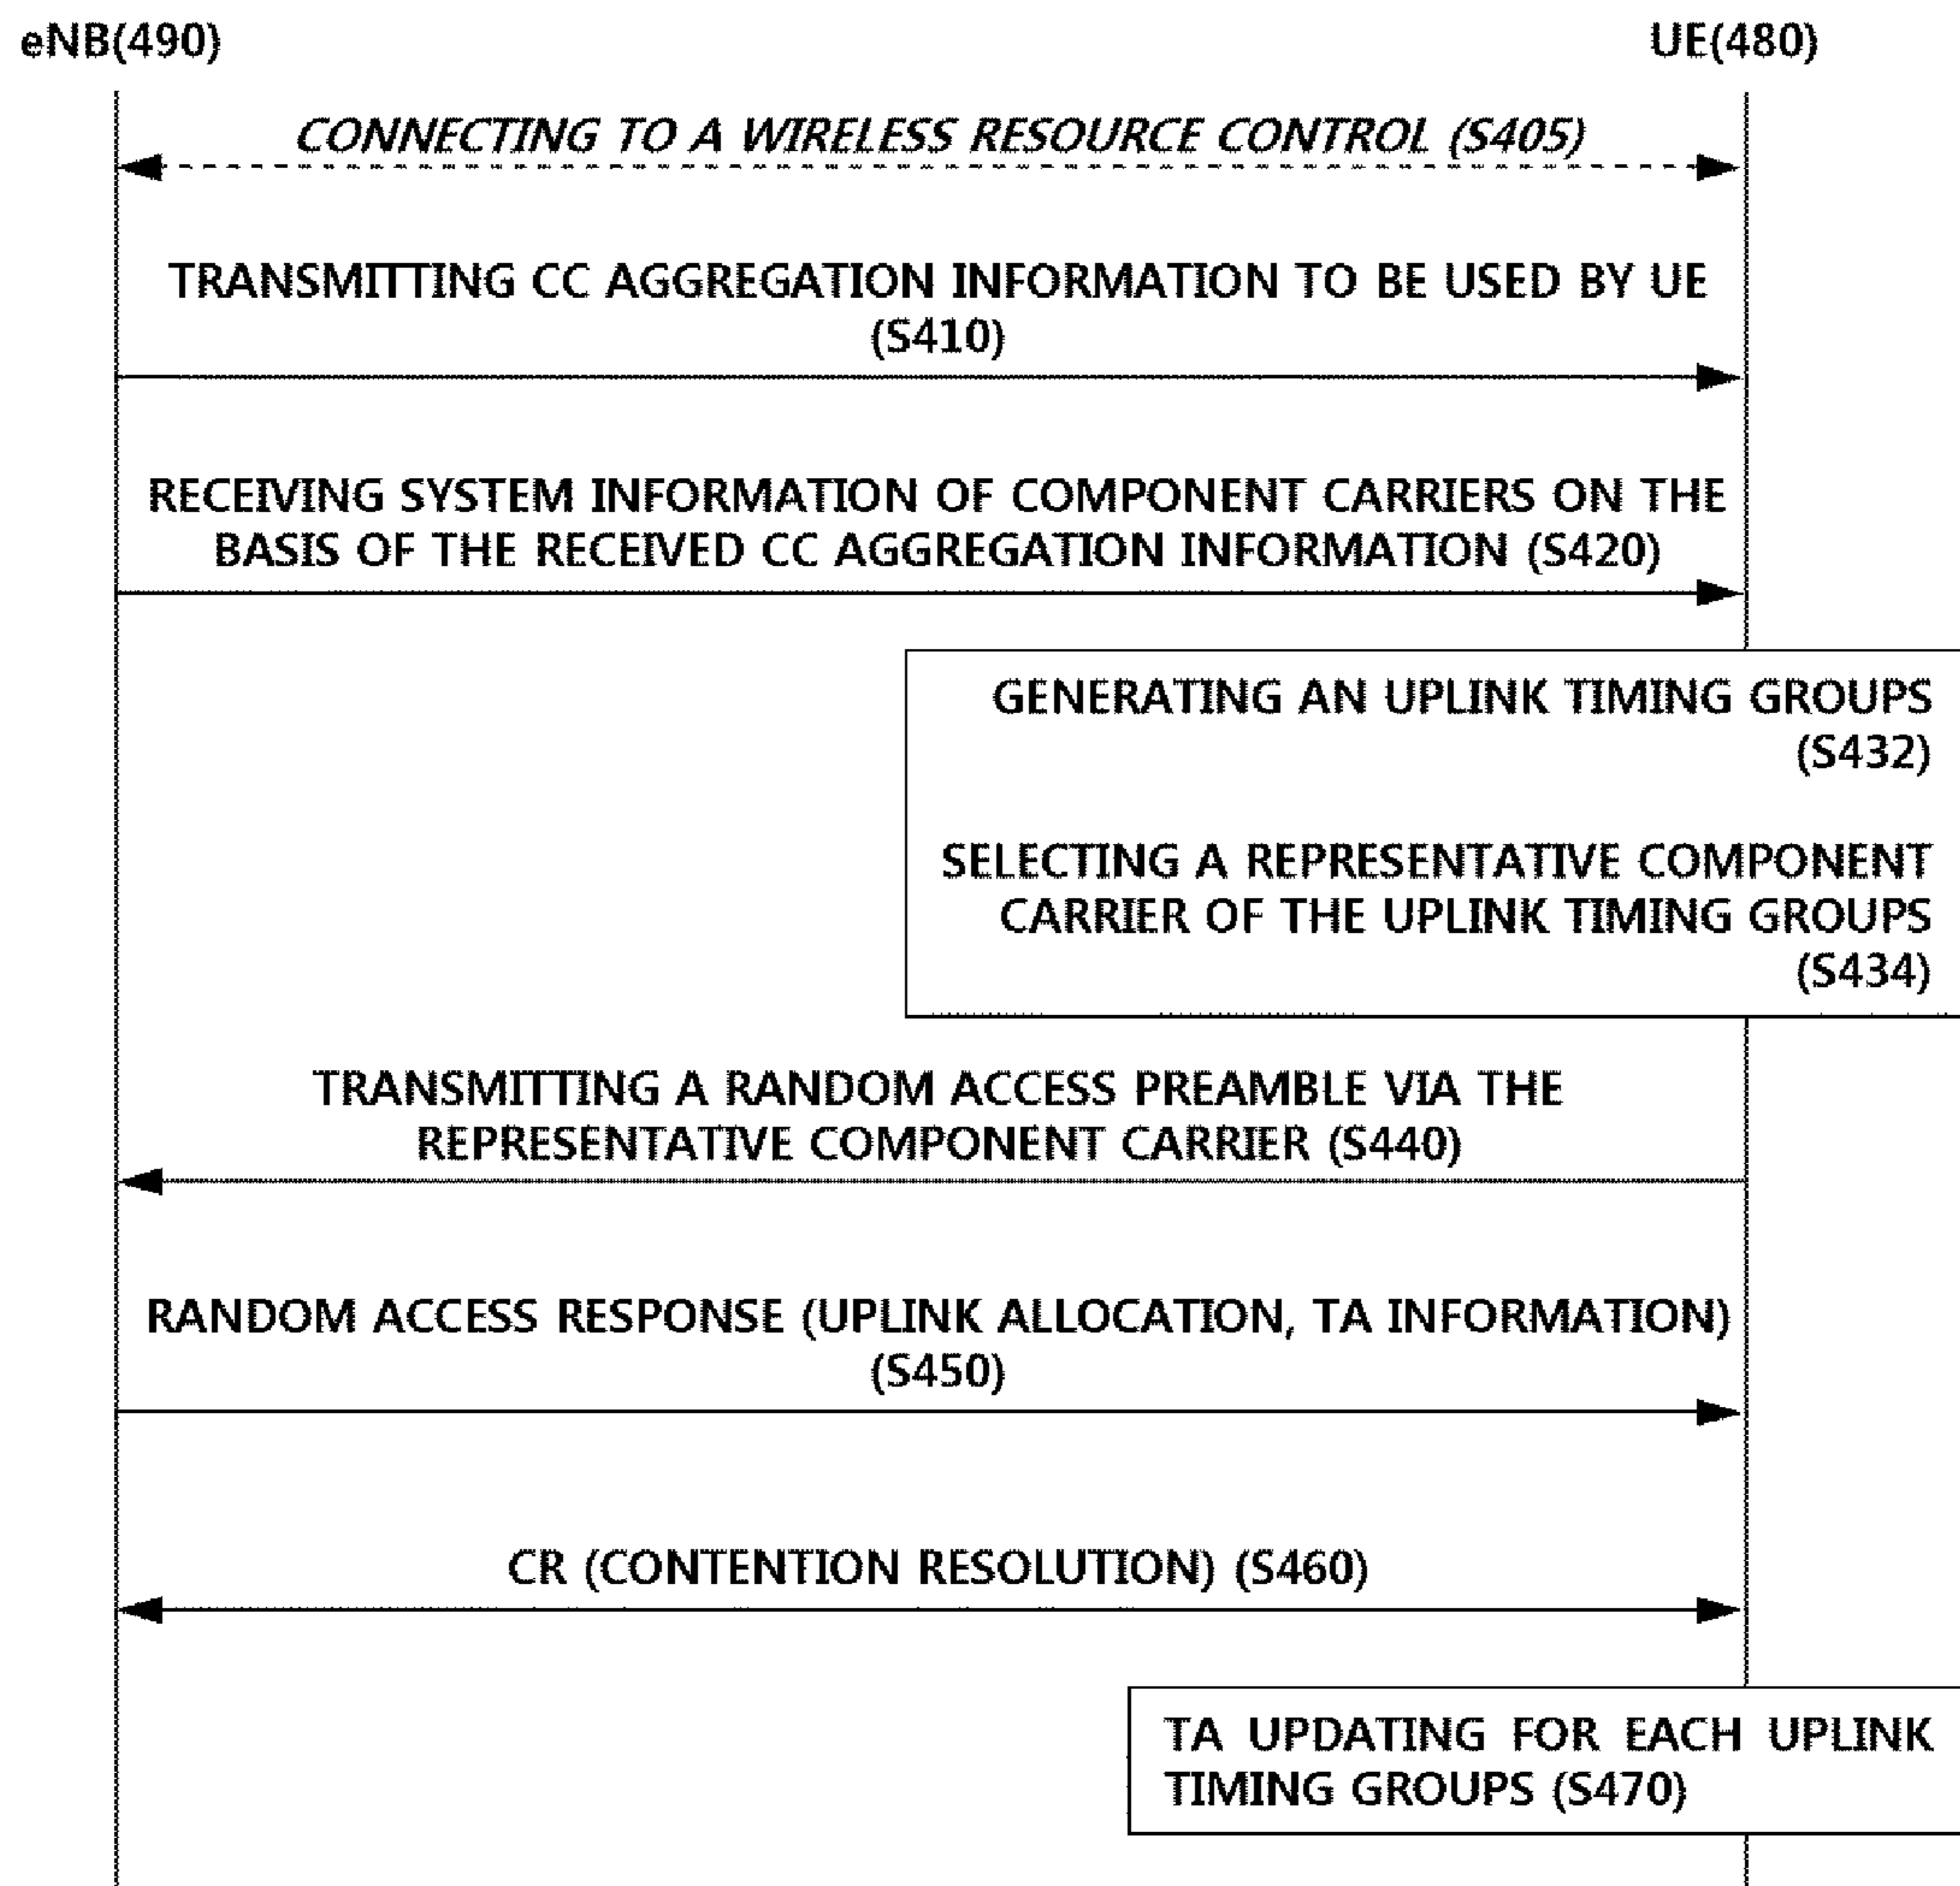 eNB(490)
UE(480)
CONNECTING TO A WIRELESS RESOURCE CONTROL (S405)
TRANSMITTING CC AGGREGATION INFORMATION TO BE USED BY UE
(S410)
RECEIVING SYSTEM INFORMATION OF COMPONENT CARRIERS ON THE
BASIS OF THE RECEIVED CC AGGREGATION INFORMATION (S420)
GENERATING AN UPLINK TIMING GROUPS
(S432)
SELECTING A REPRESENTATIVE COMPONENT
CARRIER OF THE UPLINK TIMING GROUPS
(S434)
TRANSMITTING A RANDOM ACCESS PREAMBLE VIA THE
REPRESENTATIVE COMPONENT CARRIER (S440)
RANDOM ACCESS RESPONSE (UPLINK ALLOCATION, TA INFORMATION)
(S450)
CR (CONTENTION RESOLUTION) (S460)
TA UPDATING FOR EACH UPLINK
TIMING GROUPS (S470)